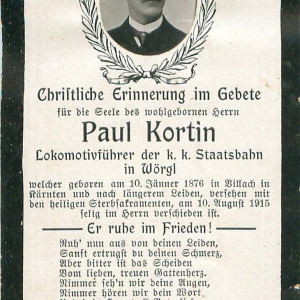 Christliche Erinnerung im Gebete
für die Seele des wohlgebornen Herrn
Paul Kortin
Lokomotivführer der k. k. Staatsbahn
in Wörgl
welcher geboren am 10. Jänner 1876 in Villach in
Kärnten und nach längerem Leiden, versehen mit
den heiligen Sterbsakramenten, am 10. August 1915
selig im Herrn verschieden ist.
Er ruhe im Frieden!
Ruh' nun aus von deinen Leiden,
Sanft ertrugst du deinen Schmerz,
Aber bitter ist das Scheiden
Vom lieben, treuen Gattenherz.
Nimmer seh'n wir deine Augen,
Nimmer hören wir dein Wort